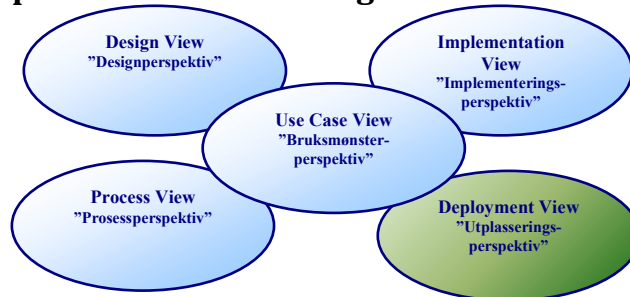 Design View
”Designperspektiv”
Implementation
View
”Implementerings-
perspektiv”
Use Case View
”Bruksmønster-
perspektiv”
Process View
”Prosessperspektiv”
Deployment View
”Utplasserings-
perspektiv”